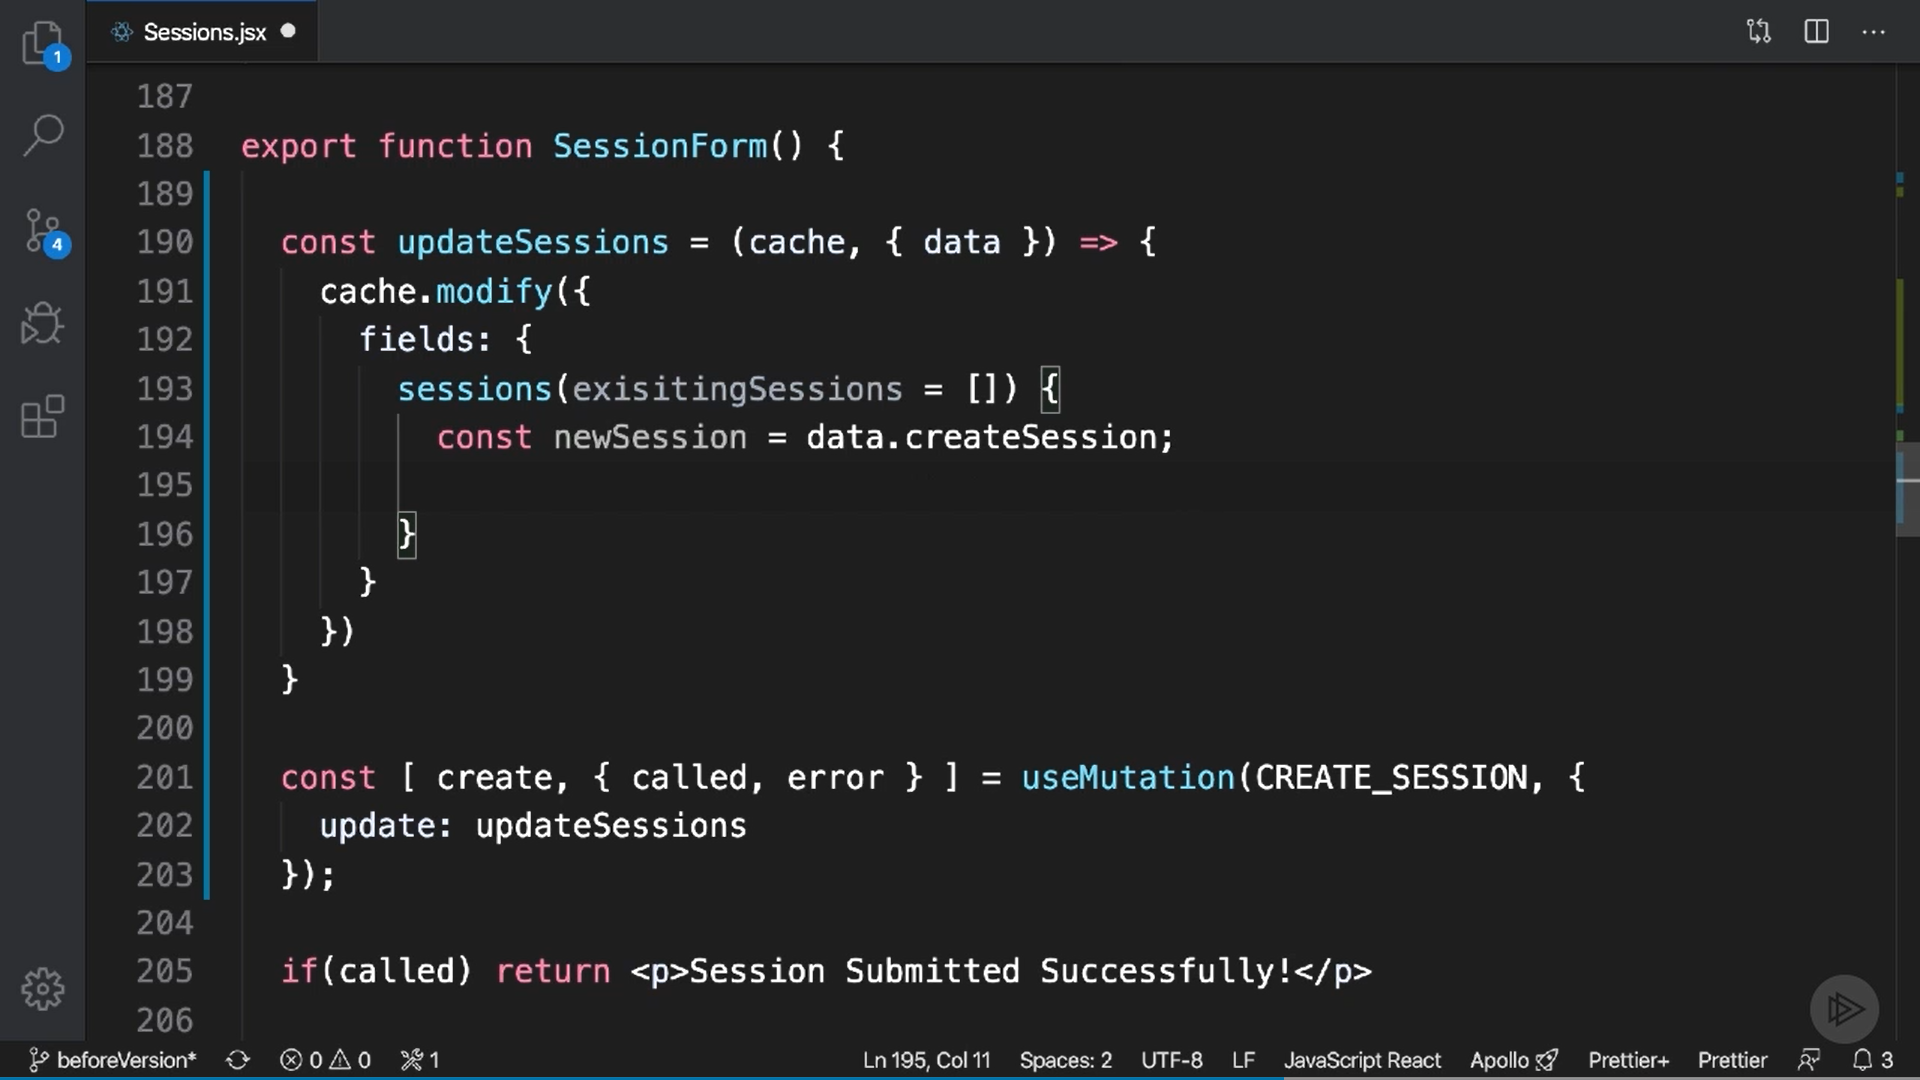 1
Sessions.jsx
187
188 export function SessionForm() {
189
190 const updateSessions = (cache, { data }) => {
4
191 cache.modify({
192 fields: {
193 sessions(exisitingSessions = []) {
194 const newSession = data.createSession;
195
196 }
197 }
198 })
199 }
200
201 const [ create, { called, error } ] = useMutation(CREATE_SESSION, {
202 update: updateSessions
203 });
204
205 if(called) return <p>Session Submitted Successfully!</p>
206
beforeVersion* 0 0 1 Ln 195, Col 11 Spaces: 2 UTF-8 LF JavaScript React Apollo Prettier+ Prettier 3